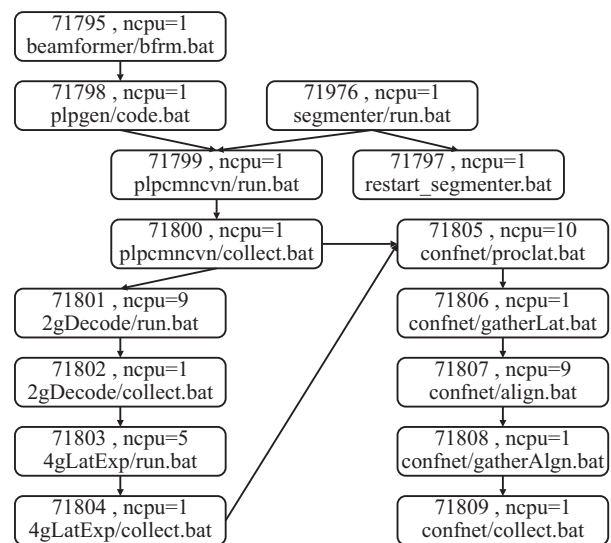 71795 , ncpu=1
beamformer/bfrm.bat
71798 , ncpu=1
plpgen/code.bat
71976 , ncpu=1
segmenter/run.bat
71799 , ncpu=1
plpcmncvn/run.bat
71797 , ncpu=1
restart_segmenter.bat
71800 , ncpu=1
plpcmncvn/collect.bat
71805 , ncpu=10
confnet/proclat.bat
71801 , ncpu=9
2gDecode/run.bat
71806 , ncpu=1
confnet/gatherLat.bat
71802 , ncpu=1
2gDecode/collect.bat
71807 , ncpu=9
confnet/align.bat
71803 , ncpu=5
4gLatExp/run.bat
71808 , ncpu=1
confnet/gatherAlgn.bat
71804 , ncpu=1
4gLatExp/collect.bat
71809 , ncpu=1
confnet/collect.bat